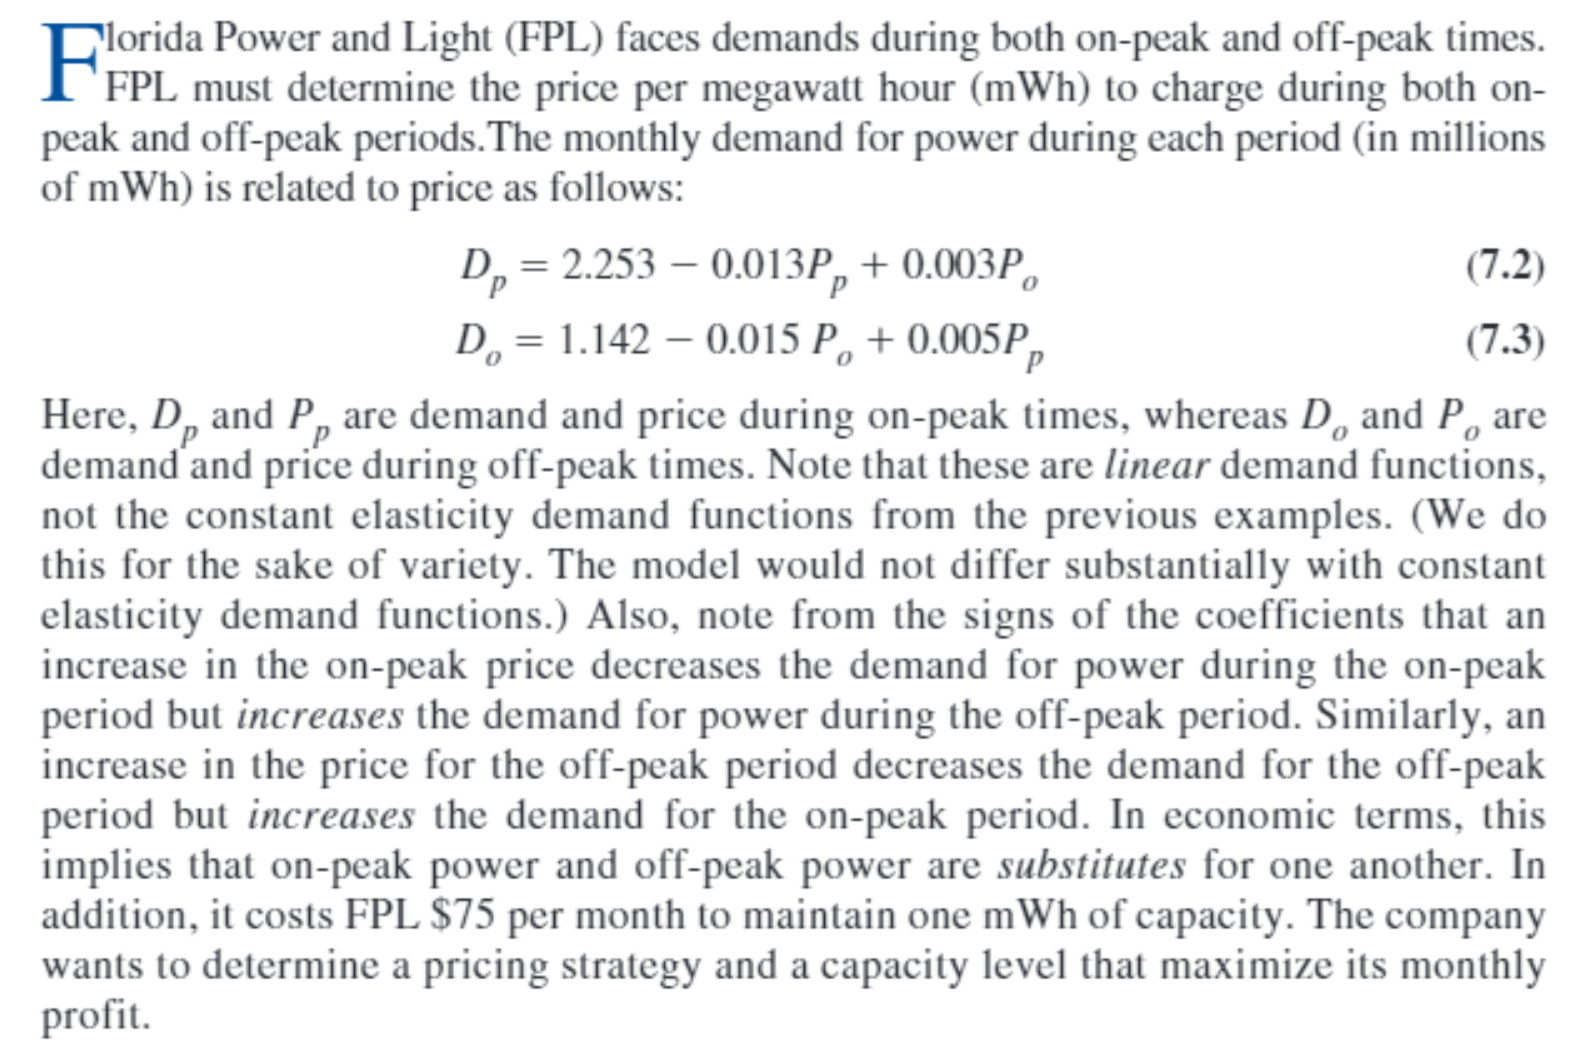 Florida Power and Light (FPL) faces demands during both on-peak and off-peak times.
FPL must determine the price per megawatt hour (mWh) to charge during both on-
peak and off-peak periods.The monthly demand for power during each period (in millions
of mWh) is related to price as follows:
Dₚ = 2.253 − 0.013Pₚ + 0.003Pₒ (7.2)
Dₒ = 1.142 − 0.015 Pₒ + 0.005Pₚ (7.3)
Here, Dₚ and Pₚ are demand and price during on-peak times, whereas Dₒ and Pₒ are
demand and price during off-peak times. Note that these are linear demand functions,
not the constant elasticity demand functions from the previous examples. (We do
this for the sake of variety. The model would not differ substantially with constant
elasticity demand functions.) Also, note from the signs of the coefficients that an
increase in the on-peak price decreases the demand for power during the on-peak
period but increases the demand for power during the off-peak period. Similarly, an
increase in the price for the off-peak period decreases the demand for the off-peak
period but increases the demand for the on-peak period. In economic terms, this
implies that on-peak power and off-peak power are substitutes for one another. In
addition, it costs FPL $75 per month to maintain one mWh of capacity. The company
wants to determine a pricing strategy and a capacity level that maximize its monthly
profit.